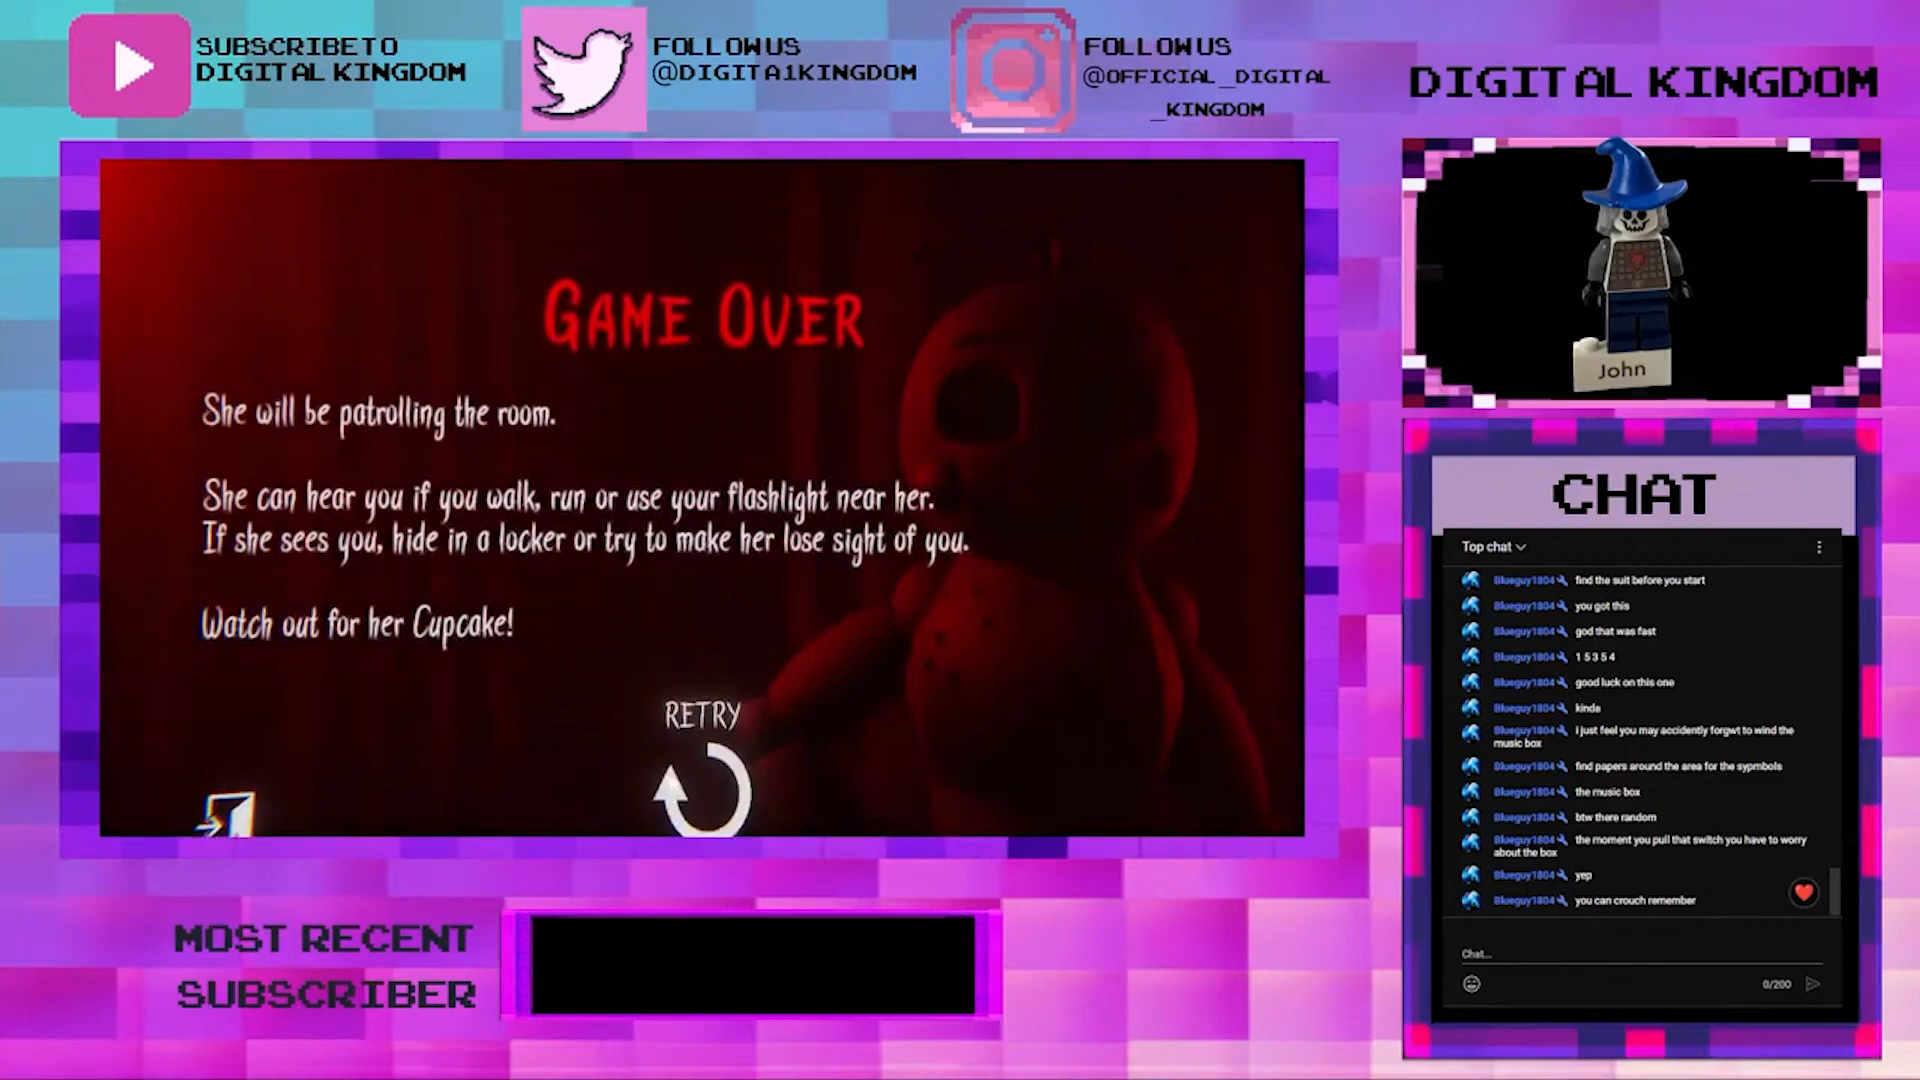 SUBSCRIBE TO
DIGITAL KINGDOM
FOLLOW US
@DIGITA1KINGDOM
FOLLOW US
@OFFICIAL_DIGITAL
_KINGDOM
DIGITAL KINGDOM
GAME OVER
She will be patrolling the room.
She can hear you if you walk, run or use your flashlight near her.
If she sees you, hide in a locker or try to make her lose sight of you.
Watch out for her Cupcake!
RETRY
John
CHAT
Top chat
Blueguy1804 find the suit before you start
Blueguy1804 you got this
Blueguy1804 god that was fast
Blueguy1804 1 5 3 5 4
Blueguy1804 good luck on this one
Blueguy1804 kinda
Blueguy1804 i just feel you may accidently forgwt to wind the
music box
Blueguy1804 find papers around the area for the sypmbols
Blueguy1804 the music box
Blueguy1804 btw there random
Blueguy1804 the moment you pull that switch you have to worry
about the box
Blueguy1804 yep
Blueguy1804 you can crouch remember
Chat...
0/200
MOST RECENT
SUBSCRIBER